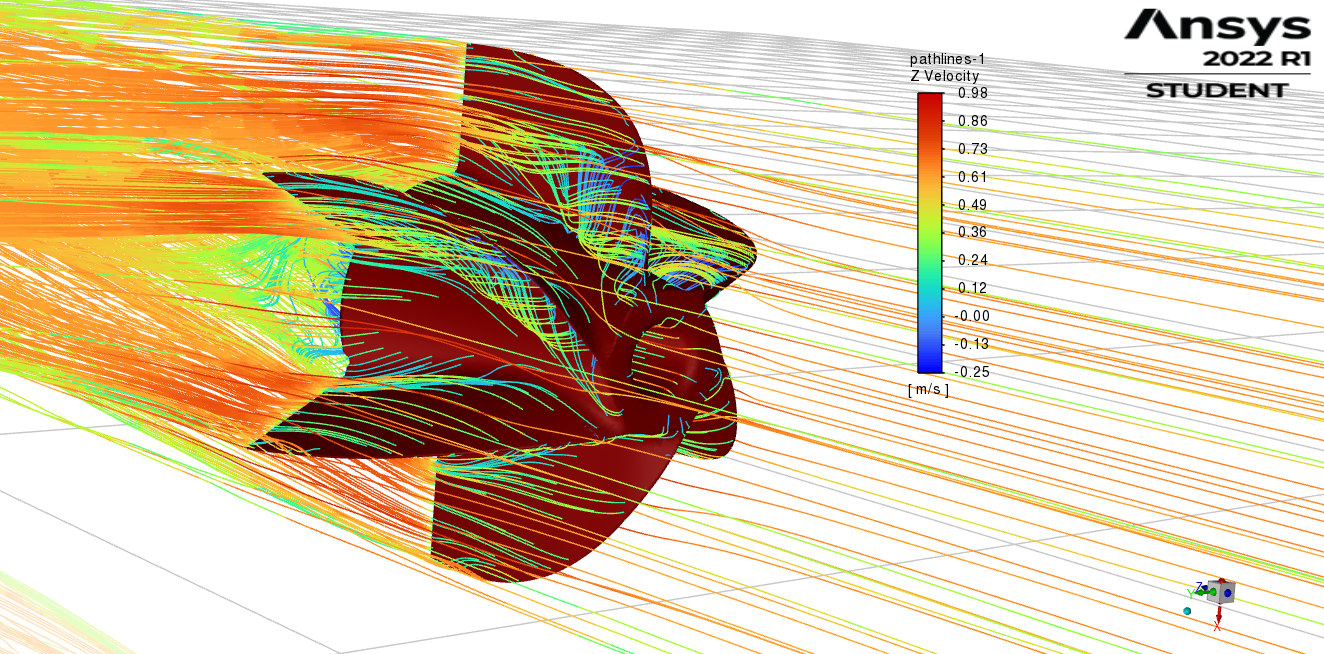 Ansys
2022 R1
STUDENT
pathlines-1
Z Velocity
0.98
0.86
0.73
0.61
0.49
0.36
0.24
0.12
-0.00
-0.13
-0.25
[ m/s ]
Z
Y
X